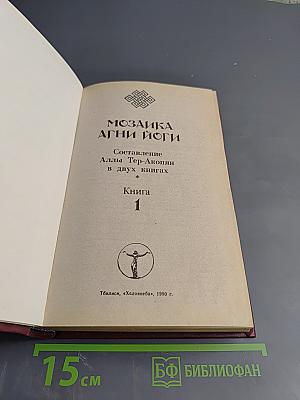 МОЗАИКА
АГНИ ЙОГИ
Составление
Аллы Тер-Акопян
в двух книгах
*
Книга
1
Тбилиси, «Хеловнеба», 1990 г.
15 см
БФ БИБЛИОФАН